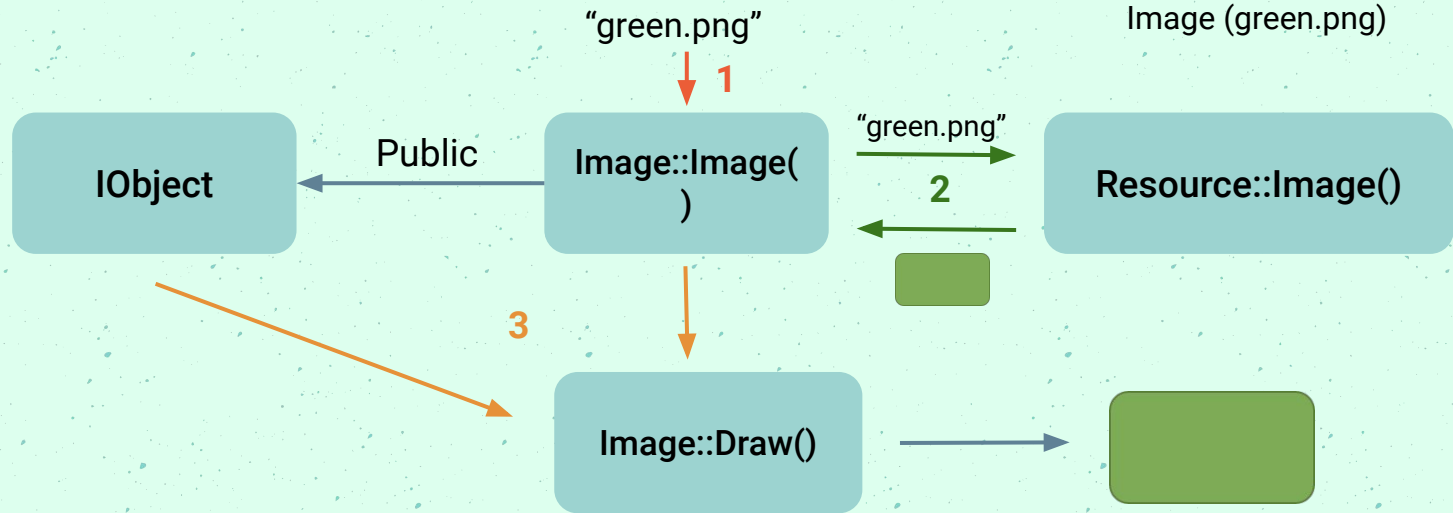 “green.png”
Image (green.png)
1
IObject
Public
Image::Image(
)
“green.png”
2
Resource::Image()
3
Image::Draw()